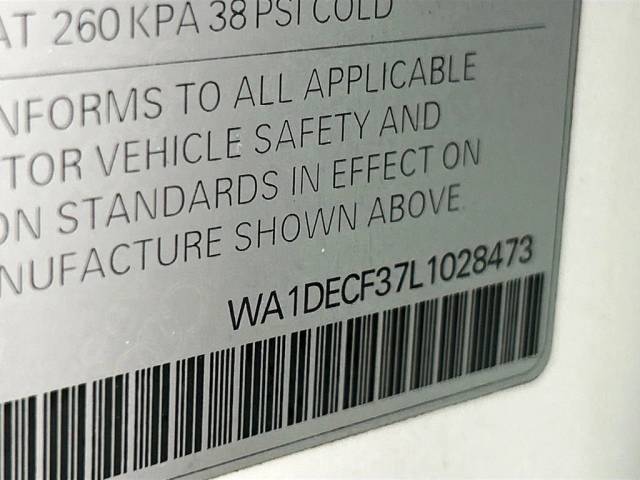 AT 260 KPA 38 PSI COLD
NFORMS TO ALL APPLICABLE
TOR VEHICLE SAFETY AND
ON STANDARDS IN EFFECT ON
NUFACTURE SHOWN ABOVE
WA1DECF37L1028473